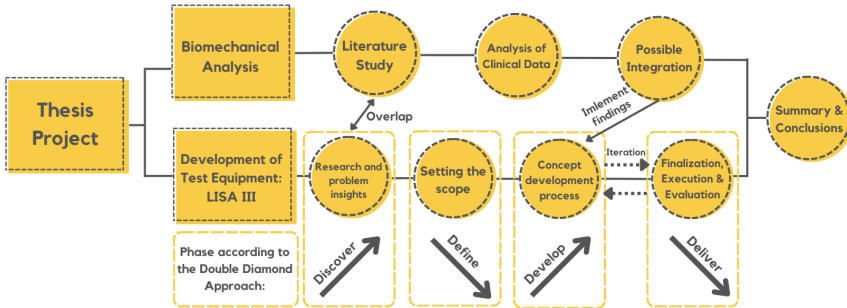 Thesis
Project
Biomechanical
Analysis
Literature
Study
Analysis of
Clinical Data
Possible
Integration
Imlement
findings
Overlap
Summary &
Conclusions
Development of
Test Equipment:
LISA III
Research and
problem
insights
Setting the
scope
Concept
development
process
Iteration
Finalization,
Execution &
Evaluation
Phase according to
the Double Diamond
Approach:
Discover
Define
Develop
Deliver